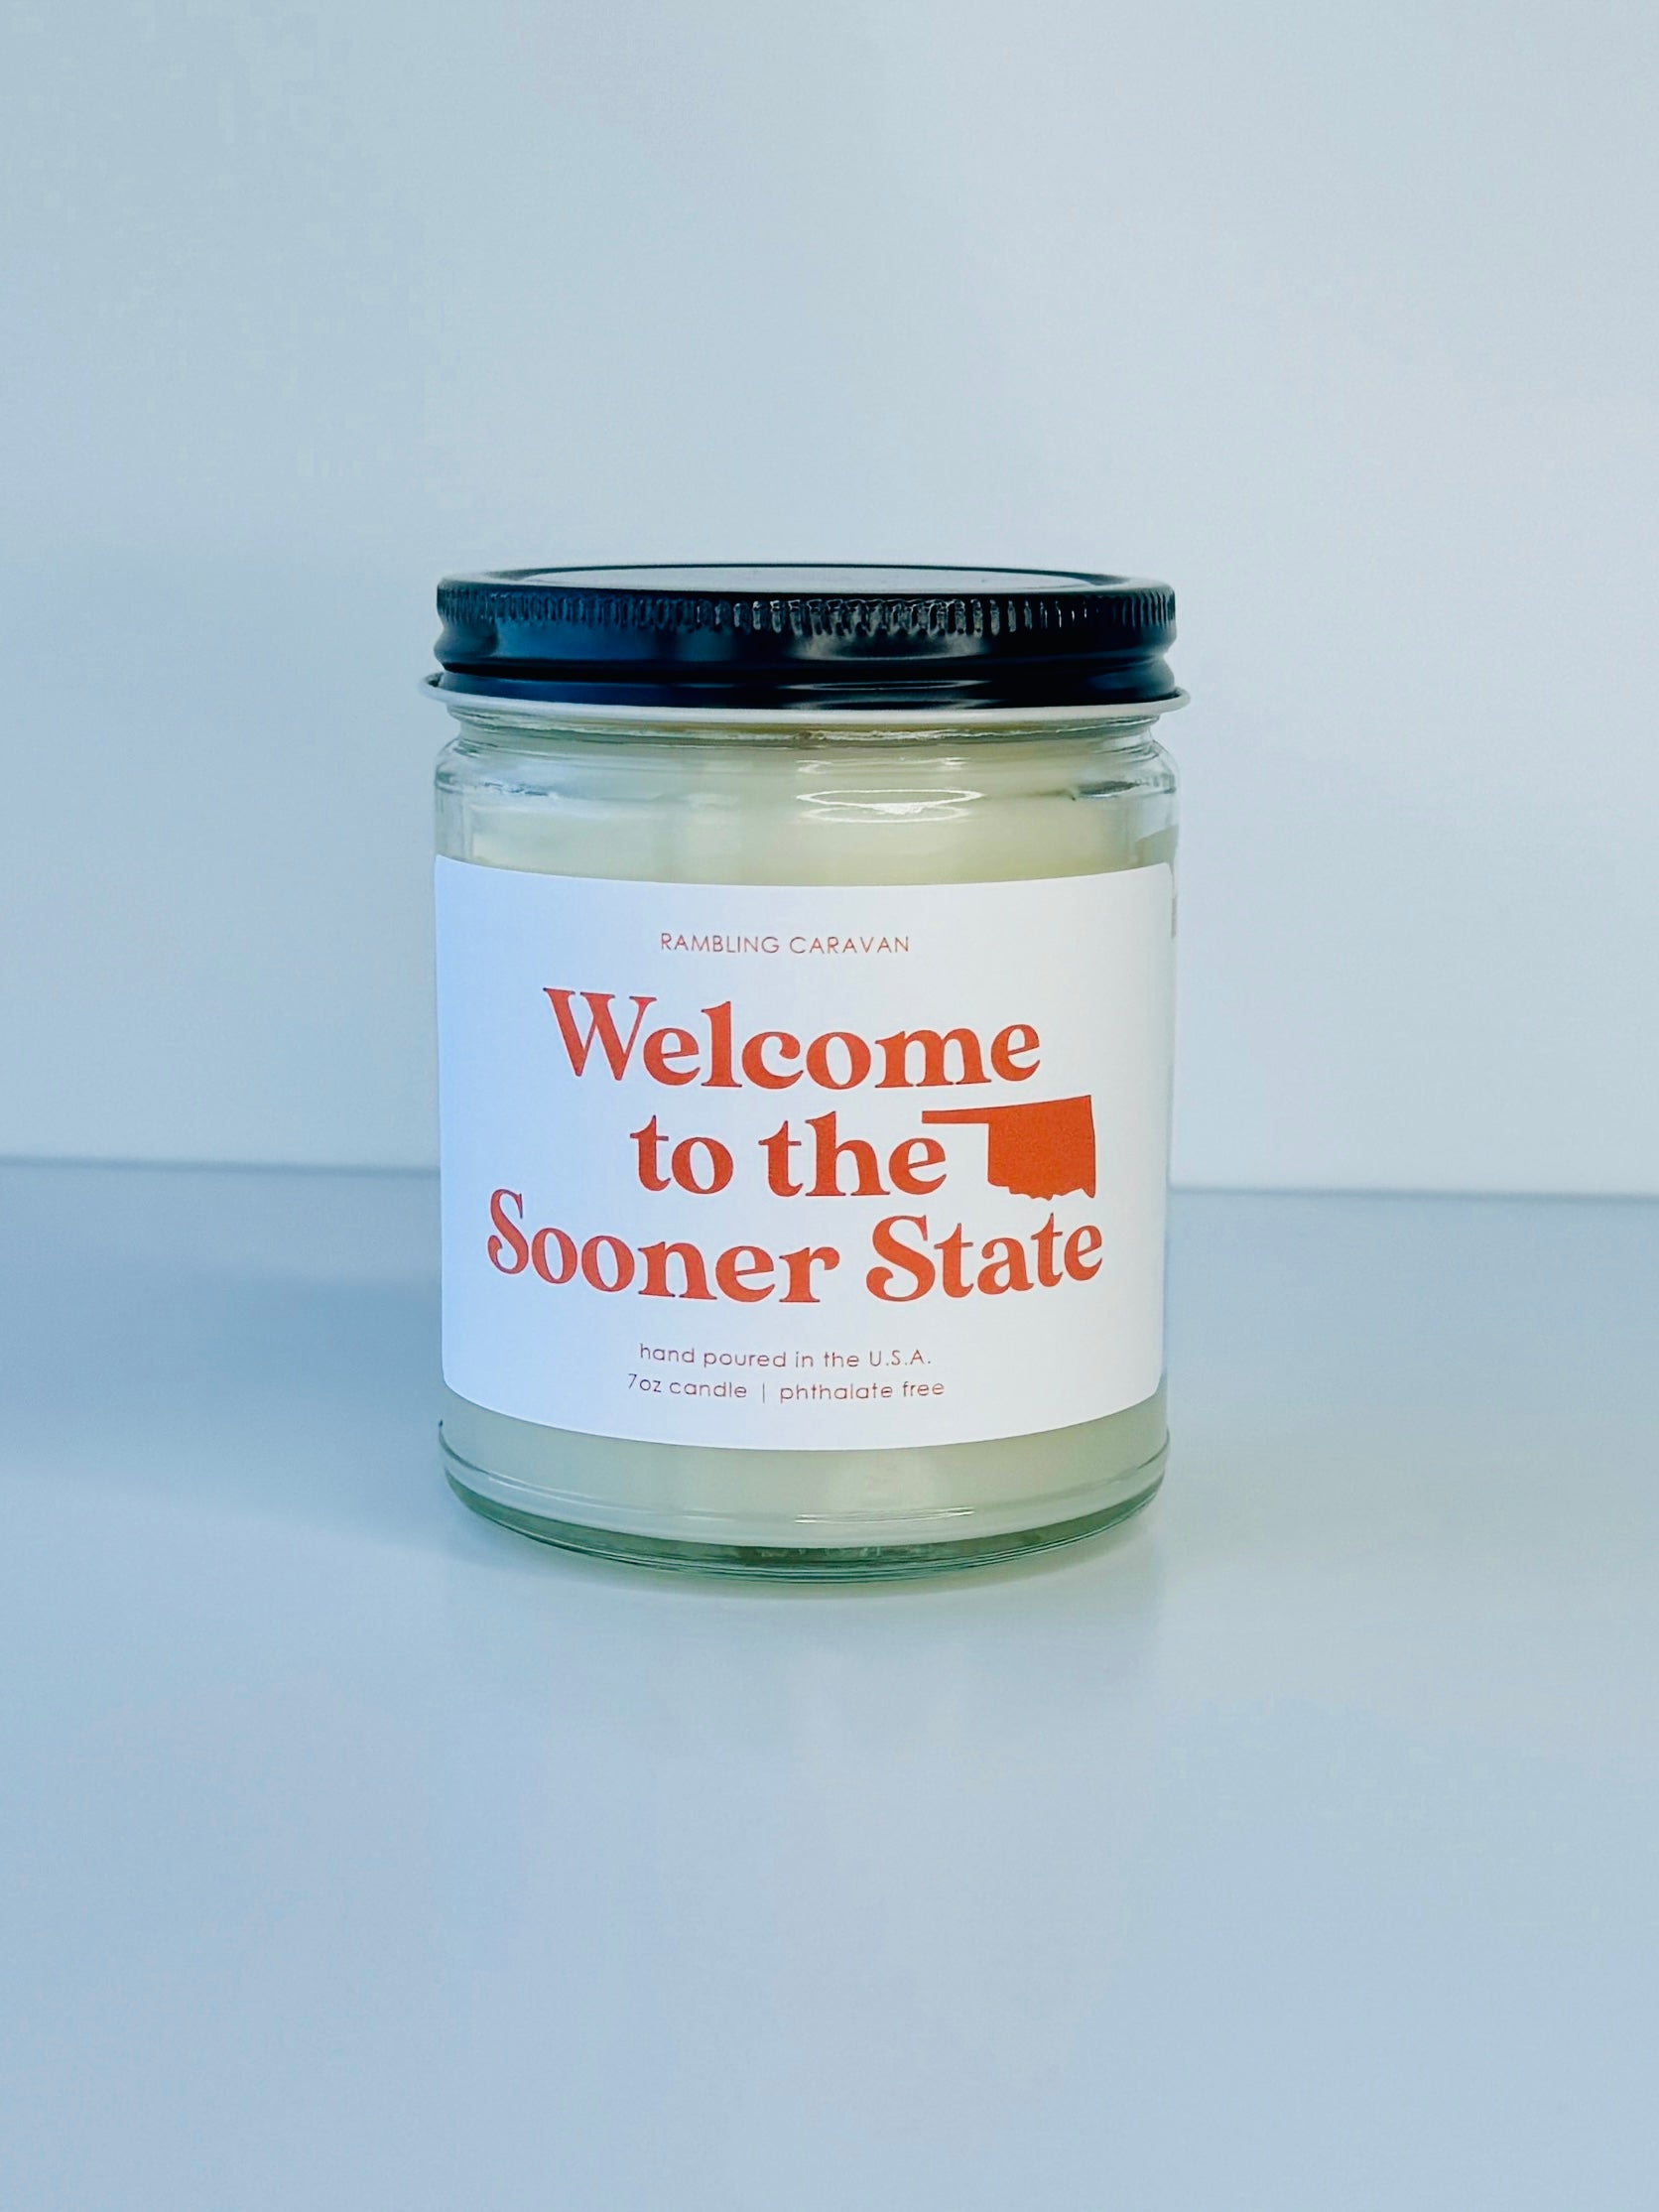 RAMBLING CARAVAN
Welcome
to the
Sooner State
hand poured in the U.S.A.
7oz candle | phthalate free